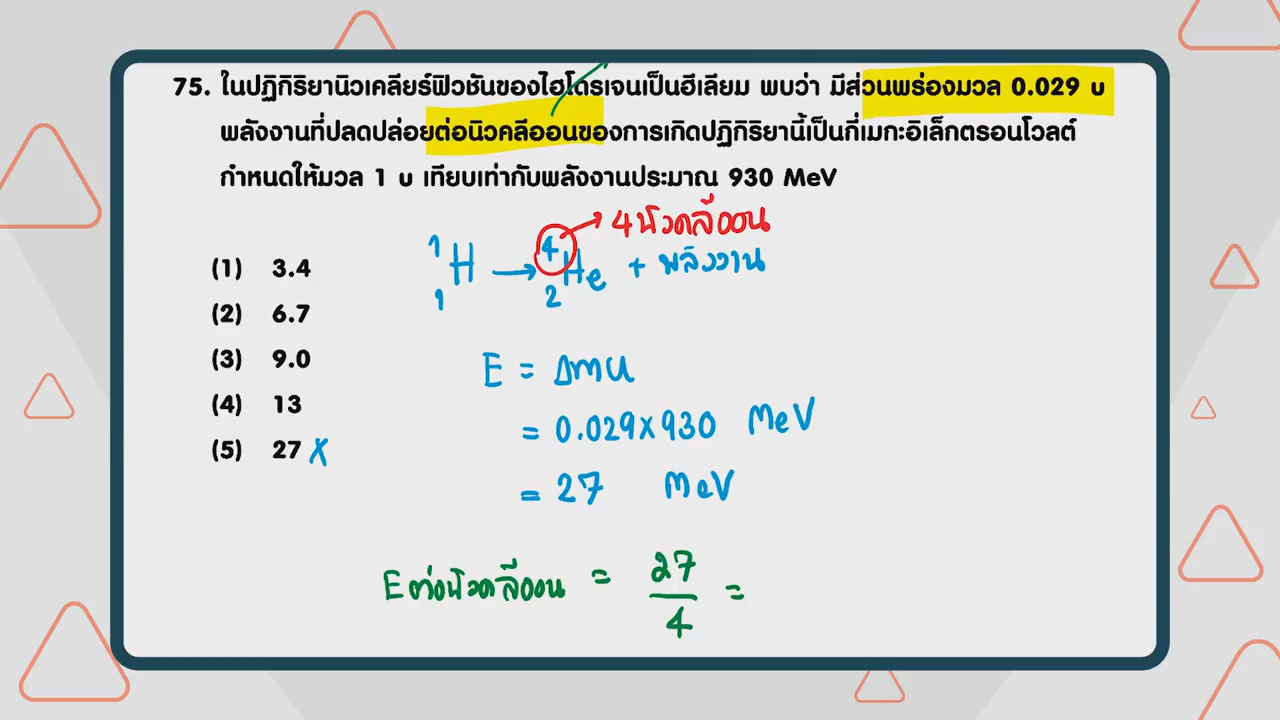 75. ในปฏิกิริยานิวเคลียร์ฟิวชันของไฮโดรเจนเป็นฮีเลียม พบว่า มีส่วนพร่องมวล 0.029 u
พลังงานที่ปลดปล่อยต่อนิวคลีออนของการเกิดปฏิกิริยานี้เป็นกี่เมกะอิเล็กตรอนโวลต์
กำหนดให้มวล 1 u เทียบเท่ากับพลังงานประมาณ 930 MeV
4 นิวคลีออน
¹₁H → ⁴₂He + พลังงาน
(1) 3.4
(2) 6.7
(3) 9.0
(4) 13
(5) 27 X
E = Δmu
= 0.029×930 MeV
= 27 MeV
Eต่อนิวคลีออน = 27/4 =